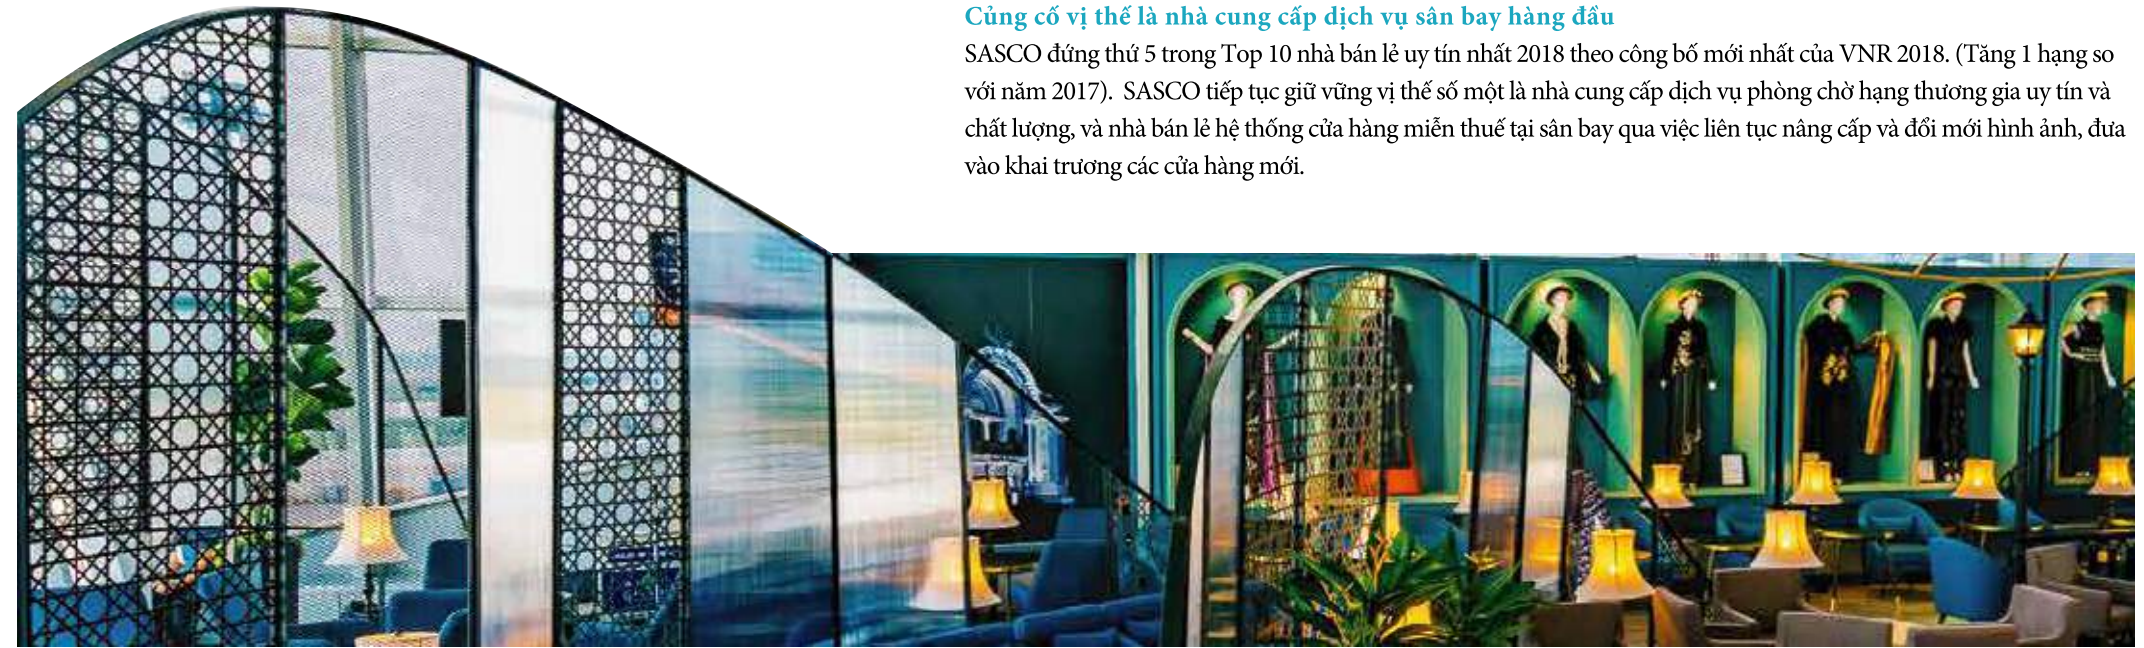 Củng cố vị thế là nhà cung cấp dịch vụ sân bay hàng đầu
SASCO đứng thứ 5 trong Top 10 nhà bán lẻ uy tín nhất 2018 theo công bố mới nhất của VNR 2018. (Tăng 1 hạng so
với năm 2017). SASCO tiếp tục giữ vững vị thế số một là nhà cung cấp dịch vụ phòng chờ hạng thương gia uy tín và
chất lượng, và nhà bán lẻ hệ thống cửa hàng miễn thuế tại sân bay qua việc liên tục nâng cấp và đổi mới hình ảnh, đưa
vào khai trương các cửa hàng mới.